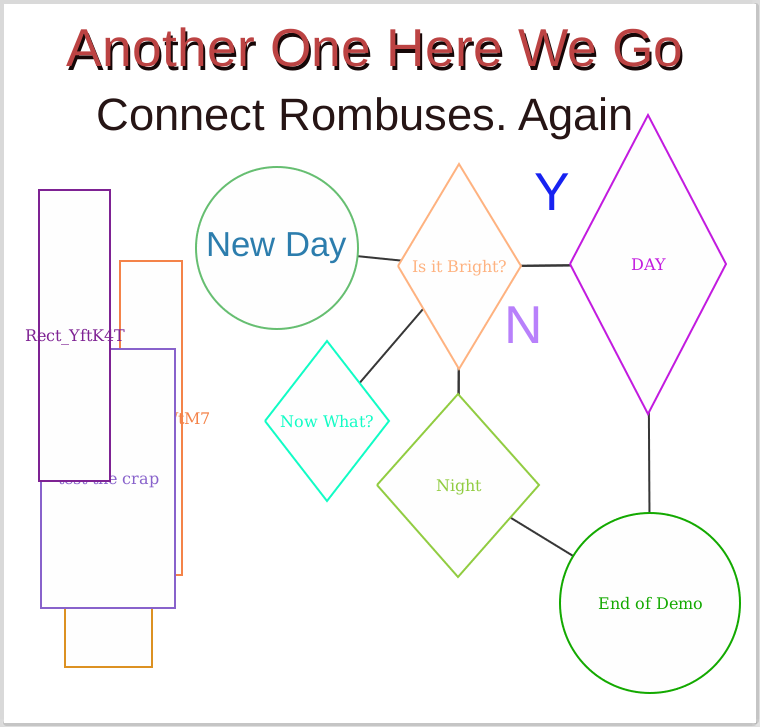 Another One Here We Go
Connect Rombuses. Again
Y
New Day
Is it Bright?
DAY
N
Rect_YftK4T
tM7
Now What?
test the crap
Night
End of Demo